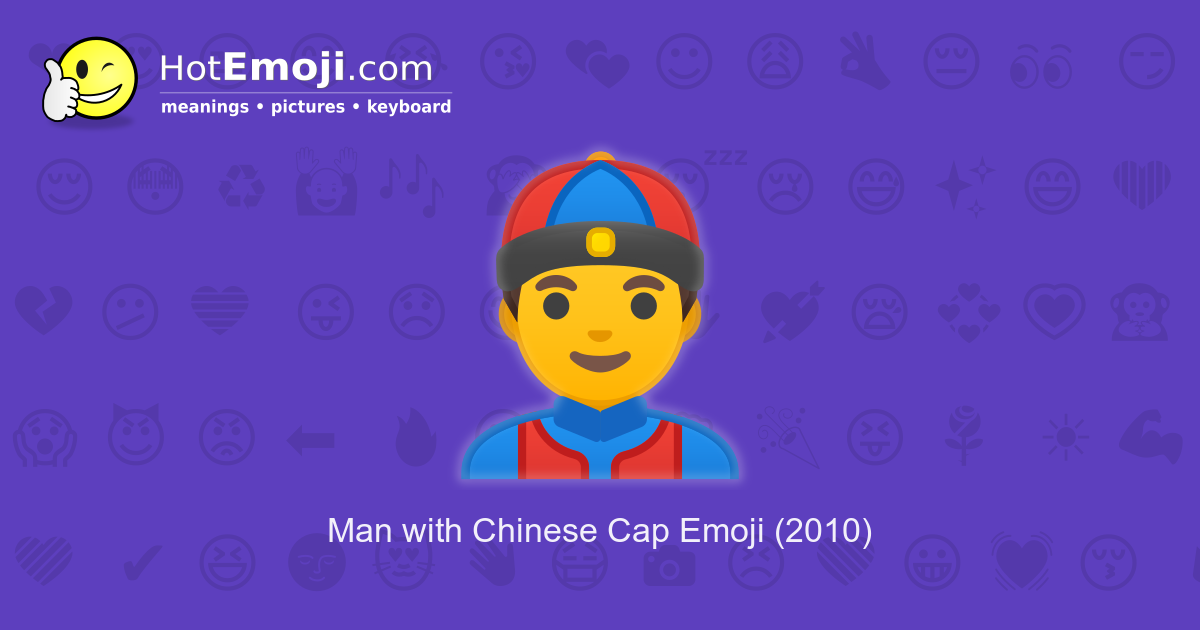 HotEmoji.com
meanings • pictures • keyboard
zzz
Man with Chinese Cap Emoji (2010)